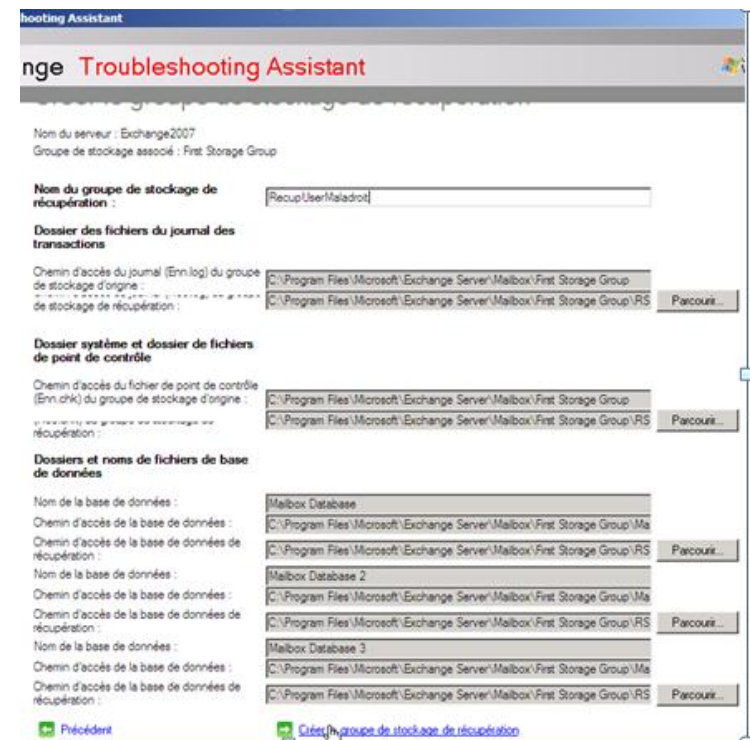 hooting Assistant
nge Troubleshooting Assistant
Nom du serveur : Exchange2007
Groupe de stockage associé : First Storage Group
Nom du groupe de stockage de
récupération :
RecupUserMaladroit
Dossier des fichiers du journal des
transactions
Chemin d'accès du journal (Enn.log) du groupe
de stockage d'origine :
C:\Program Files\Microsoft\Exchange Server\Mailbox\First Storage Group
de stockage de récupération :
C:\Program Files\Microsoft\Exchange Server\Mailbox\First Storage Group\RS
Parcourir...
Dossier système et dossier de fichiers
de point de contrôle
Chemin d'accès du fichier de point de contrôle
(Enn.chk) du groupe de stockage d'origine :
C:\Program Files\Microsoft\Exchange Server\Mailbox\First Storage Group
récupération :
C:\Program Files\Microsoft\Exchange Server\Mailbox\First Storage Group\RS
Parcourir...
Dossiers et noms de fichiers de base
de données
Nom de la base de données :
Mailbox Database
Chemin d'accès de la base de données :
C:\Program Files\Microsoft\Exchange Server\Mailbox\First Storage Group\Ma
Chemin d'accès de la base de données de
récupération :
C:\Program Files\Microsoft\Exchange Server\Mailbox\First Storage Group\RS
Parcourir...
Nom de la base de données :
Mailbox Database 2
Chemin d'accès de la base de données :
C:\Program Files\Microsoft\Exchange Server\Mailbox\First Storage Group\Ma
Chemin d'accès de la base de données de
récupération :
C:\Program Files\Microsoft\Exchange Server\Mailbox\First Storage Group\RS
Parcourir...
Nom de la base de données :
Mailbox Database 3
Chemin d'accès de la base de données :
C:\Program Files\Microsoft\Exchange Server\Mailbox\First Storage Group\Ma
Chemin d'accès de la base de données de
récupération :
C:\Program Files\Microsoft\Exchange Server\Mailbox\First Storage Group\RS
Parcourir...
Précédent
Créer le groupe de stockage de récupération